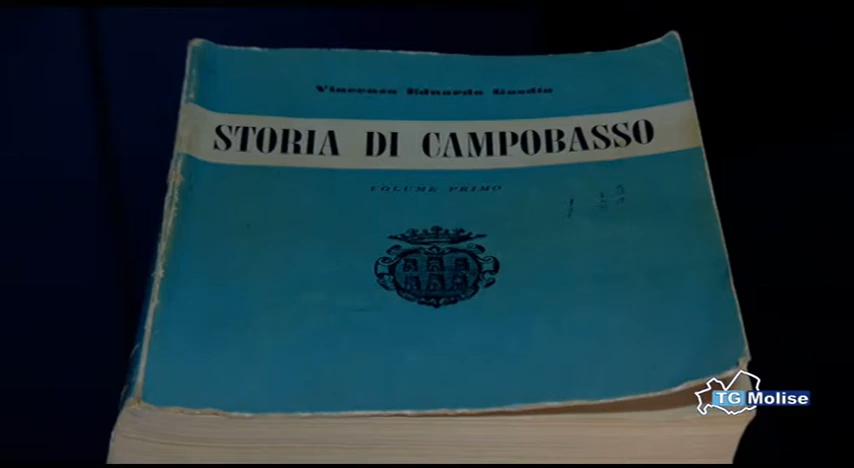 Vincenzo Eduardo Gasdia
STORIA DI CAMPOBASSO
VOLUME PRIMO
TG Molise